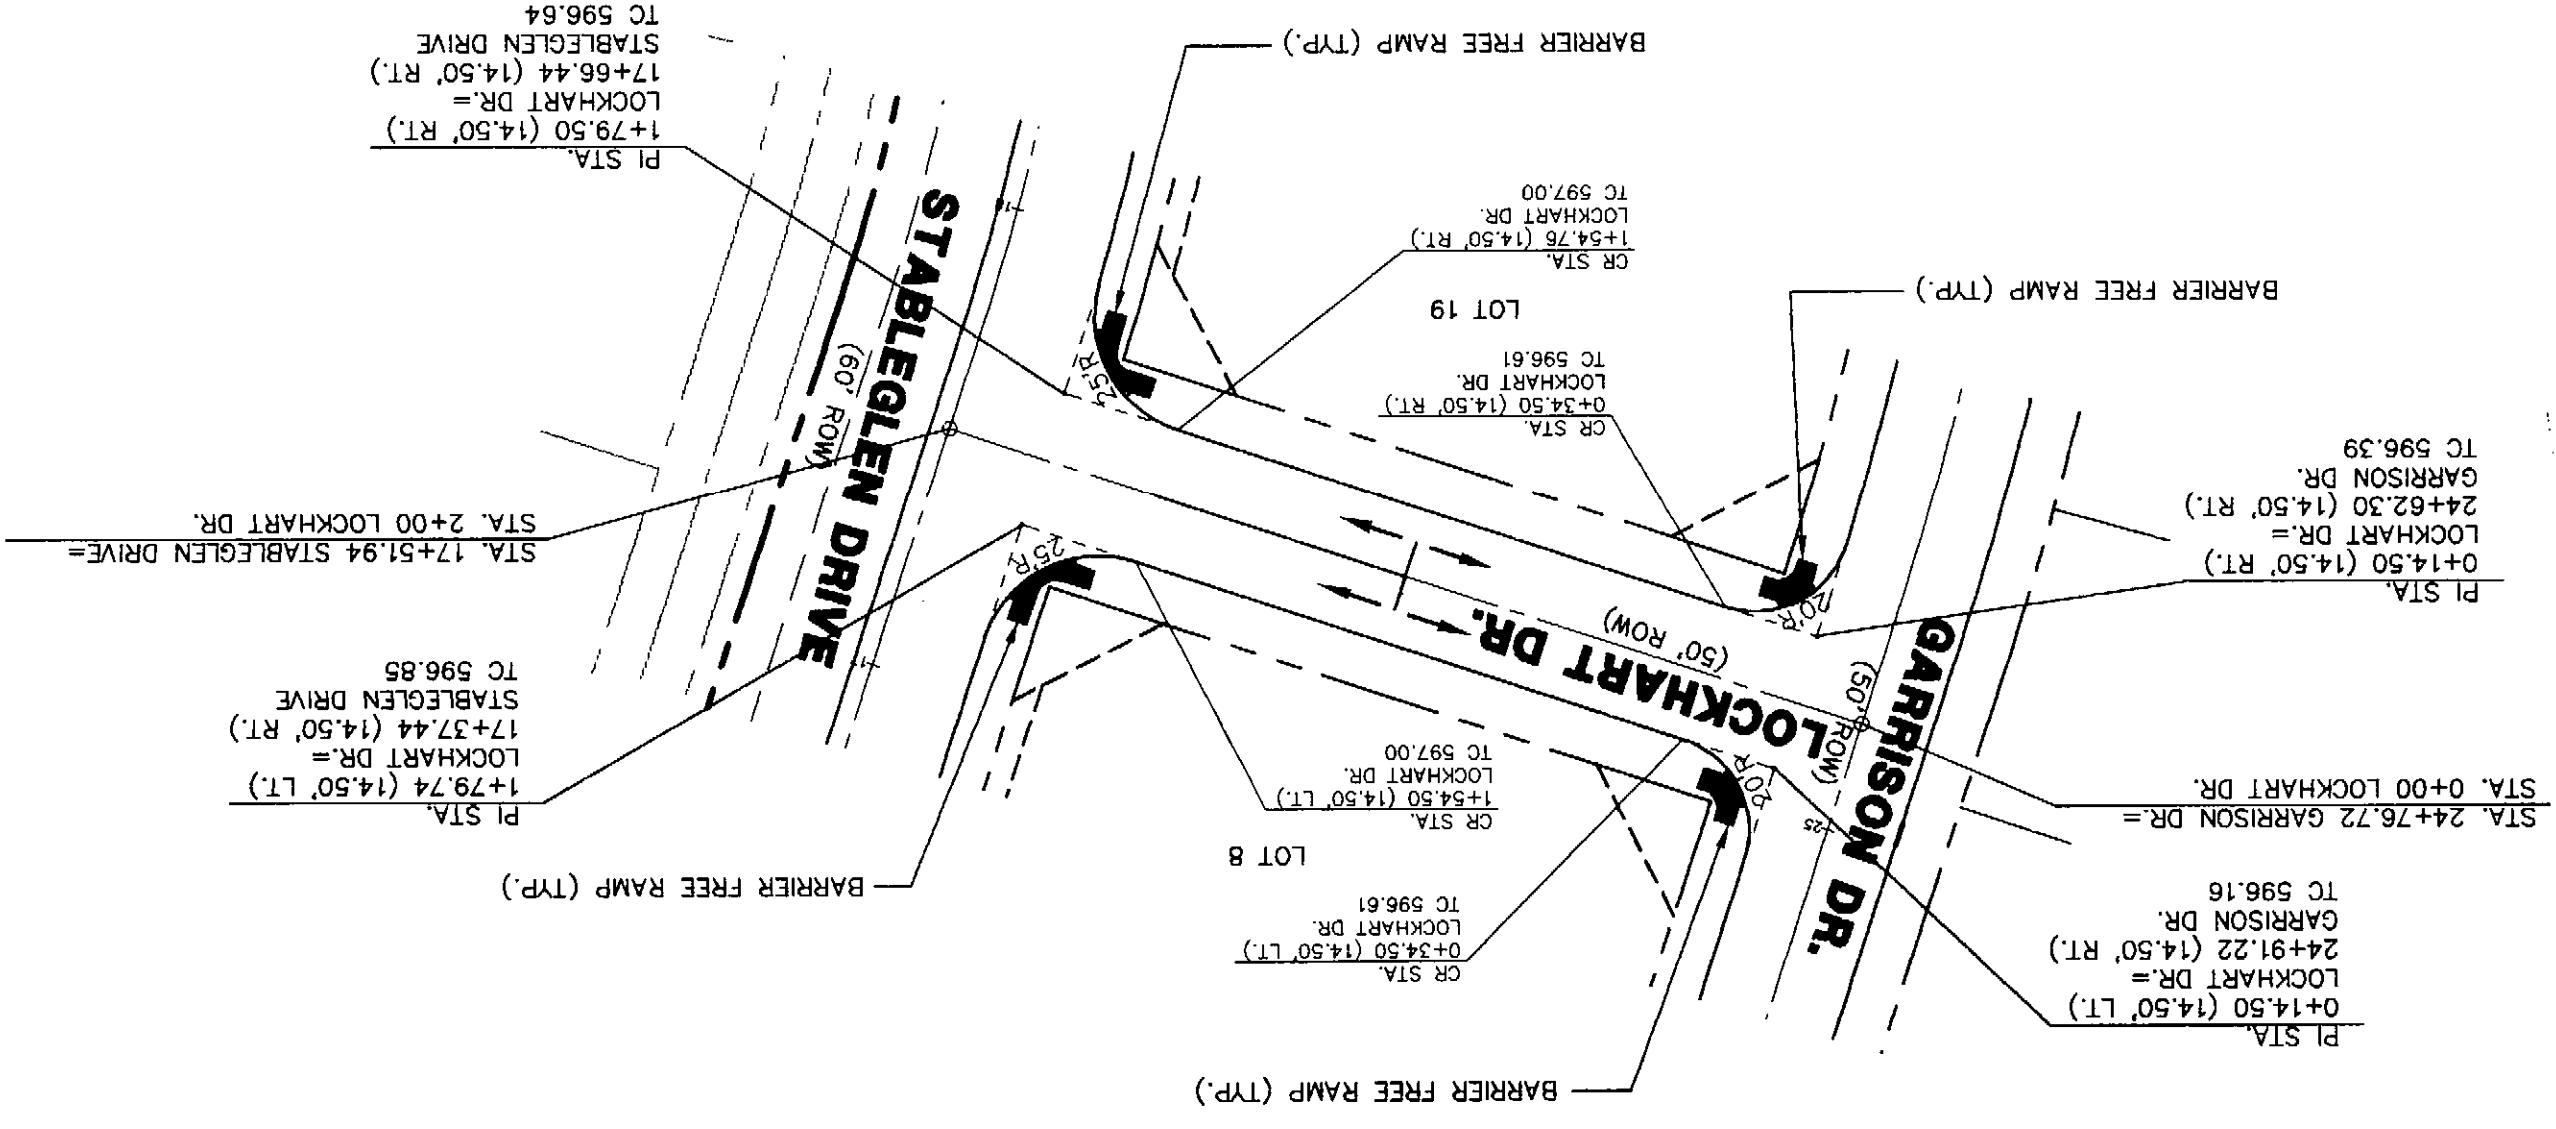 BARRIER FREE RAMP (TYP.)
PI STA.
0+14.50 (14.50' LT.)
LOCKHART DR.=
24+91.22 (14.50' RT.)
GARRISON DR.
TC 596.16
CR STA.
0+34.50 (14.50' LT.)
LOCKHART DR.
TC 596.61
BARRIER FREE RAMP (TYP.)
LOT 8
STA. 24+76.72 GARRISON DR.=
STA. 0+00 LOCKHART DR.
CR STA.
1+54.50 (14.50' LT.)
LOCKHART DR.
TC 597.00
PI STA.
1+79.74 (14.50' LT.)
LOCKHART DR.=
17+37.44 (14.50' RT.)
STABLEGLEN DRIVE
TC 596.85
GARRISON DR.
(50' ROW)
25
20'R
LOCKHART DR.
(50' ROW)
20'R
25'R
STABLEGLEN DRIVE
(60' ROW)
25'R
PI STA.
0+14.50 (14.50' RT.)
LOCKHART DR.=
24+62.30 (14.50' RT.)
GARRISON DR.
TC 596.39
STA. 17+51.94 STABLEGLEN DRIVE=
STA. 2+00 LOCKHART DR.
CR STA.
0+34.50 (14.50' RT.)
LOCKHART DR.
TC 596.61
BARRIER FREE RAMP (TYP.)
LOT 19
CR STA.
1+54.76 (14.50' RT.)
LOCKHART DR.
TC 597.00
PI STA.
1+79.50 (14.50' RT.)
LOCKHART DR.=
17+66.44 (14.50' RT.)
STABLEGLEN DRIVE
TC 596.64
BARRIER FREE RAMP (TYP.)